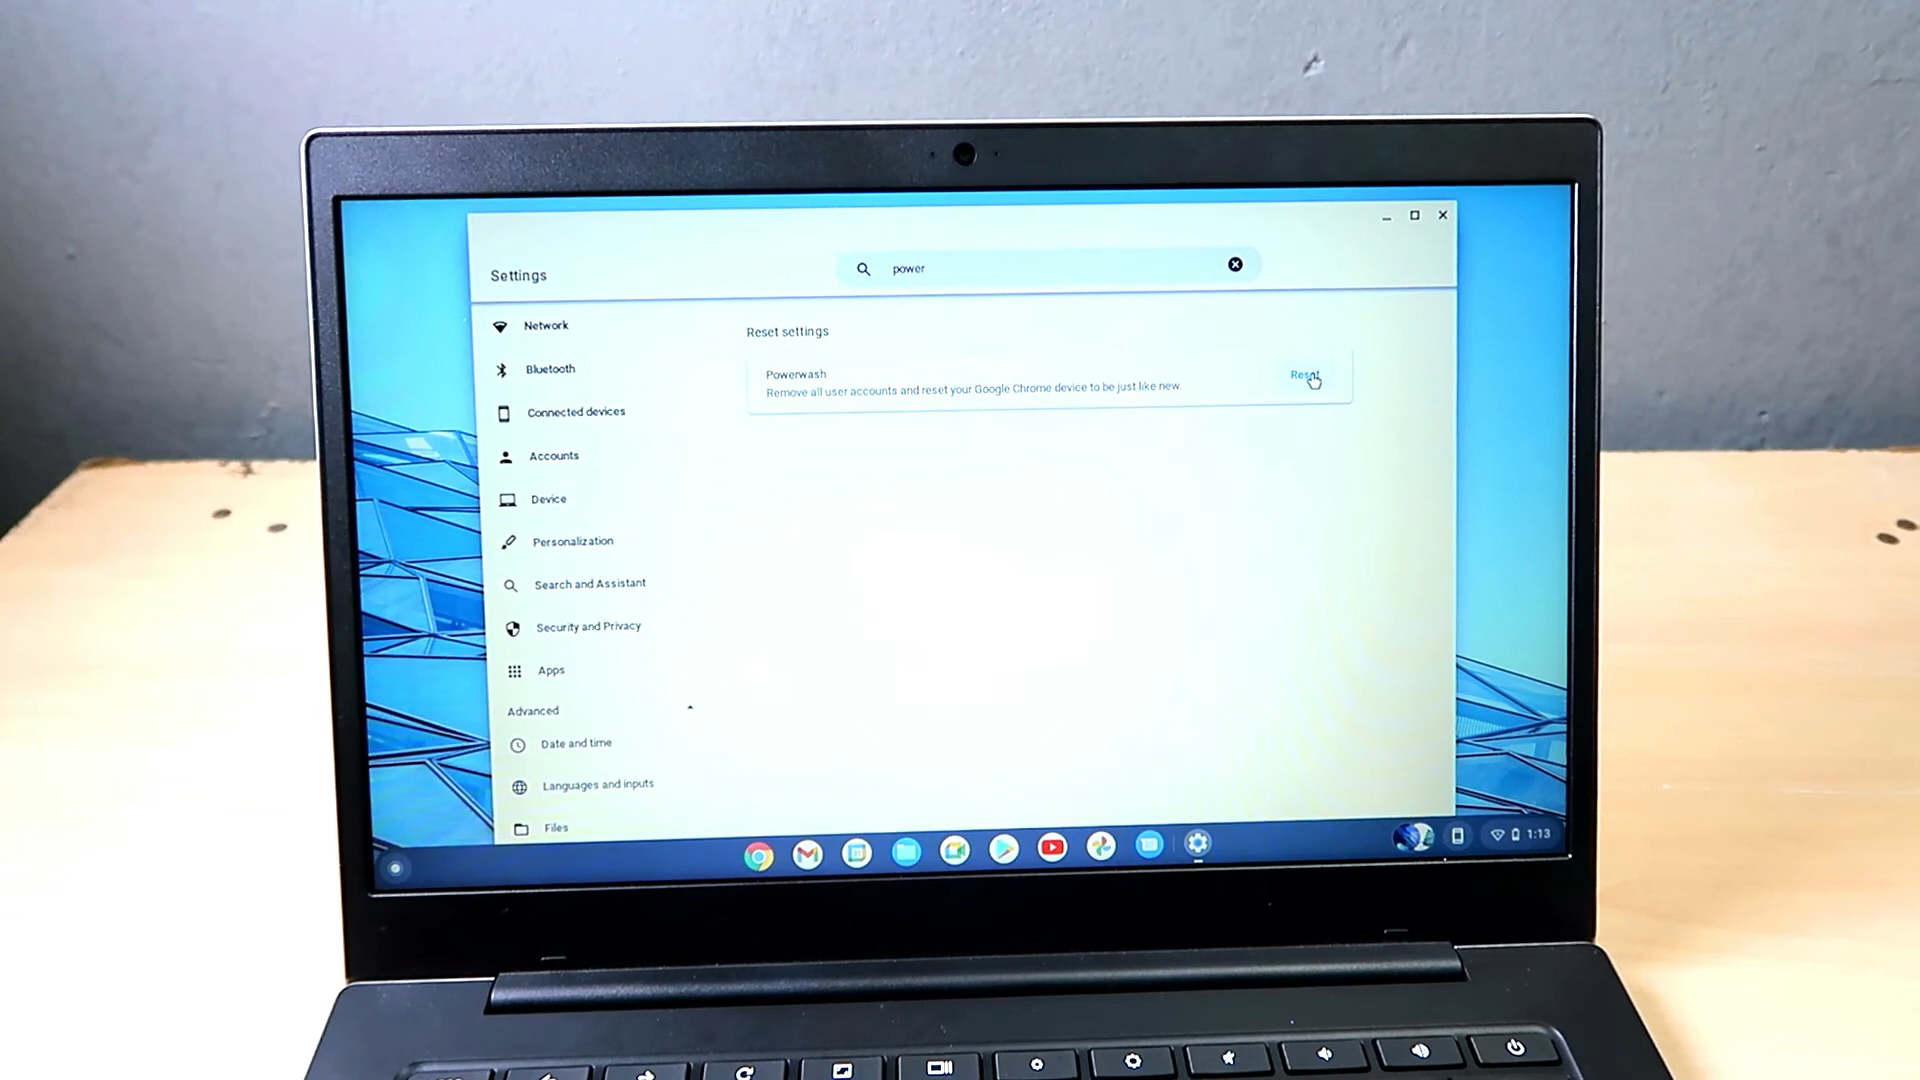 Settings
power
Network
Bluetooth
Connected devices
Accounts
Device
Personalization
Search and Assistant
Security and Privacy
Apps
Advanced
Date and time
Languages and inputs
Files
Reset settings
Powerwash
Remove all user accounts and reset your Google Chrome device to be just like new.
Reset
1:13